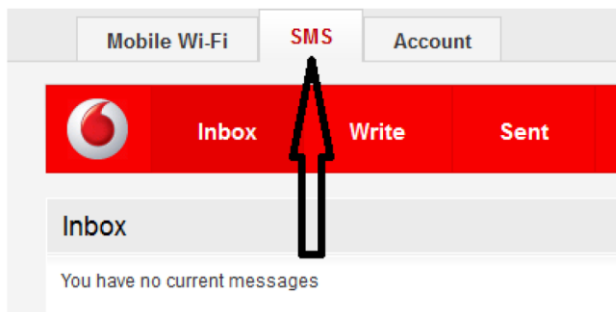 Mobile Wi-Fi SMS Account
Inbox Write Sent
Inbox
You have no current messages